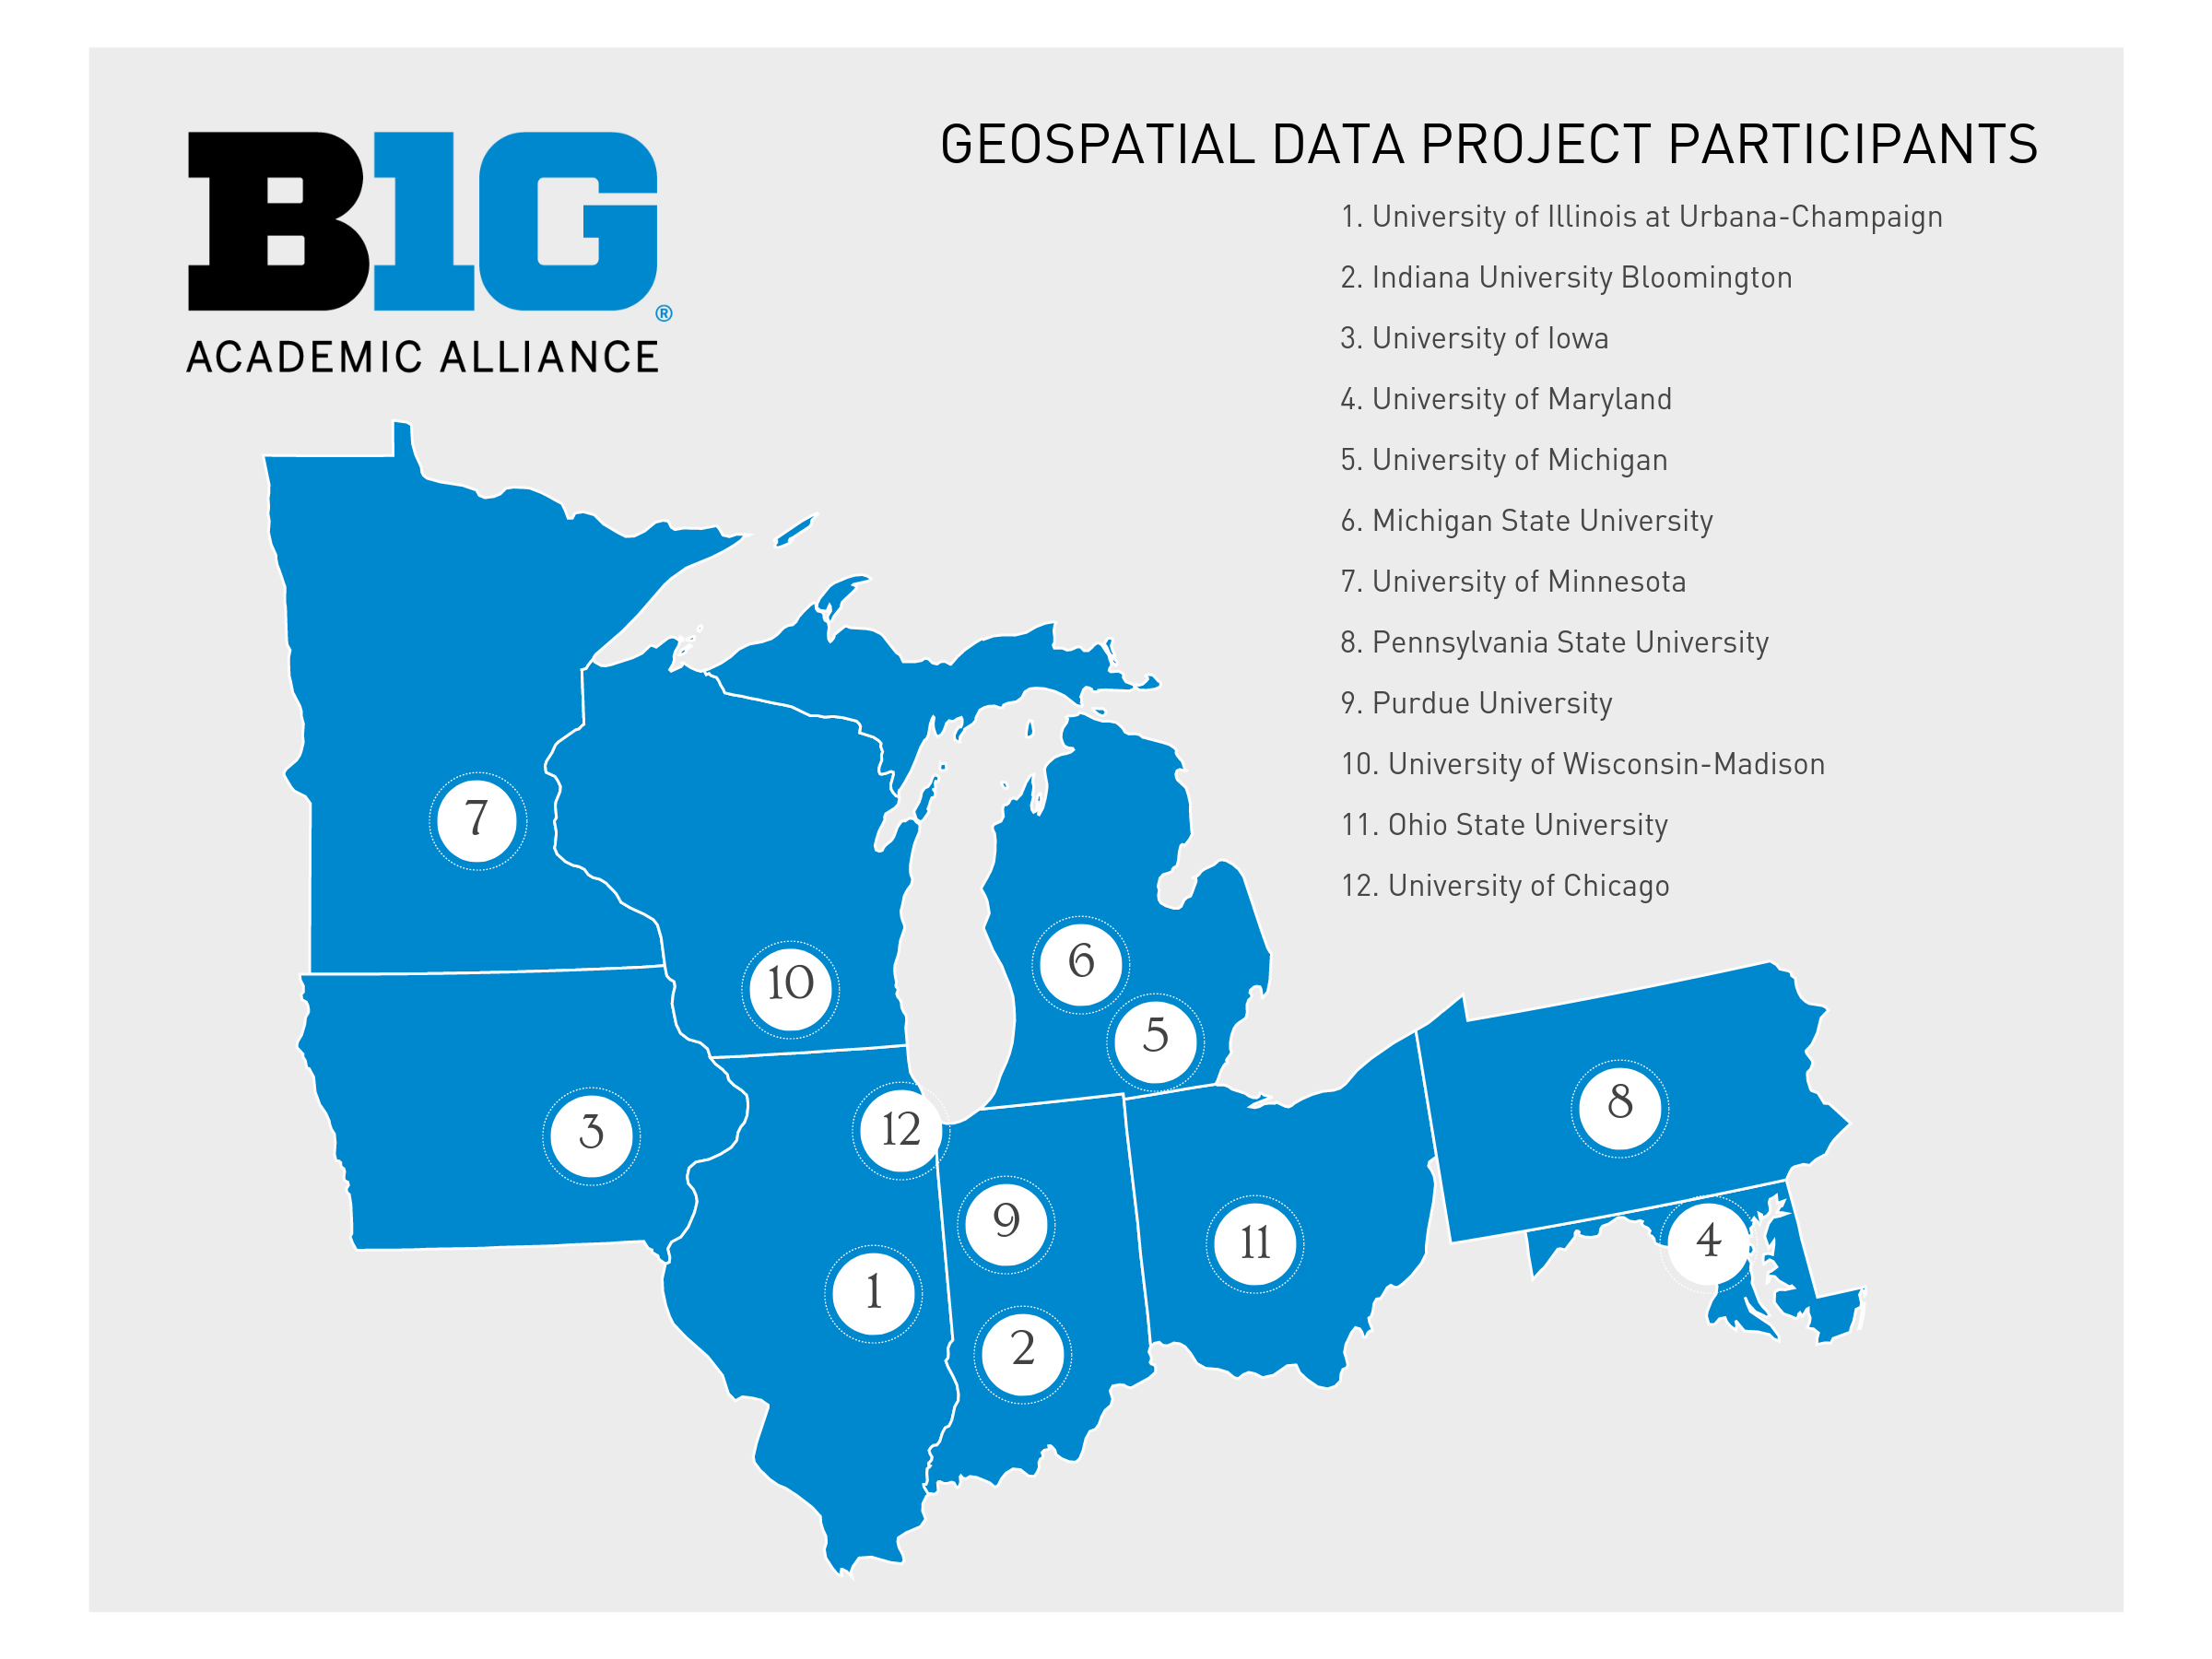 B1G®
ACADEMIC ALLIANCE
GEOSPATIAL DATA PROJECT PARTICIPANTS
1. University of Illinois at Urbana-Champaign
2. Indiana University Bloomington
3. University of Iowa
4. University of Maryland
5. University of Michigan
6. Michigan State University
7. University of Minnesota
8. Pennsylvania State University
9. Purdue University
10. University of Wisconsin-Madison
11. Ohio State University
12. University of Chicago
7
10
6
5
3
12
8
9
11
4
1
2